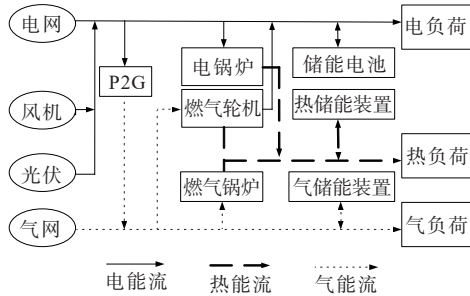 电网
电负荷
电锅炉
储能电池
P2G
风机
燃气轮机
热储能装置
热负荷
光伏
燃气锅炉
气储能装置
气网
气负荷
电能流
热能流
气能流